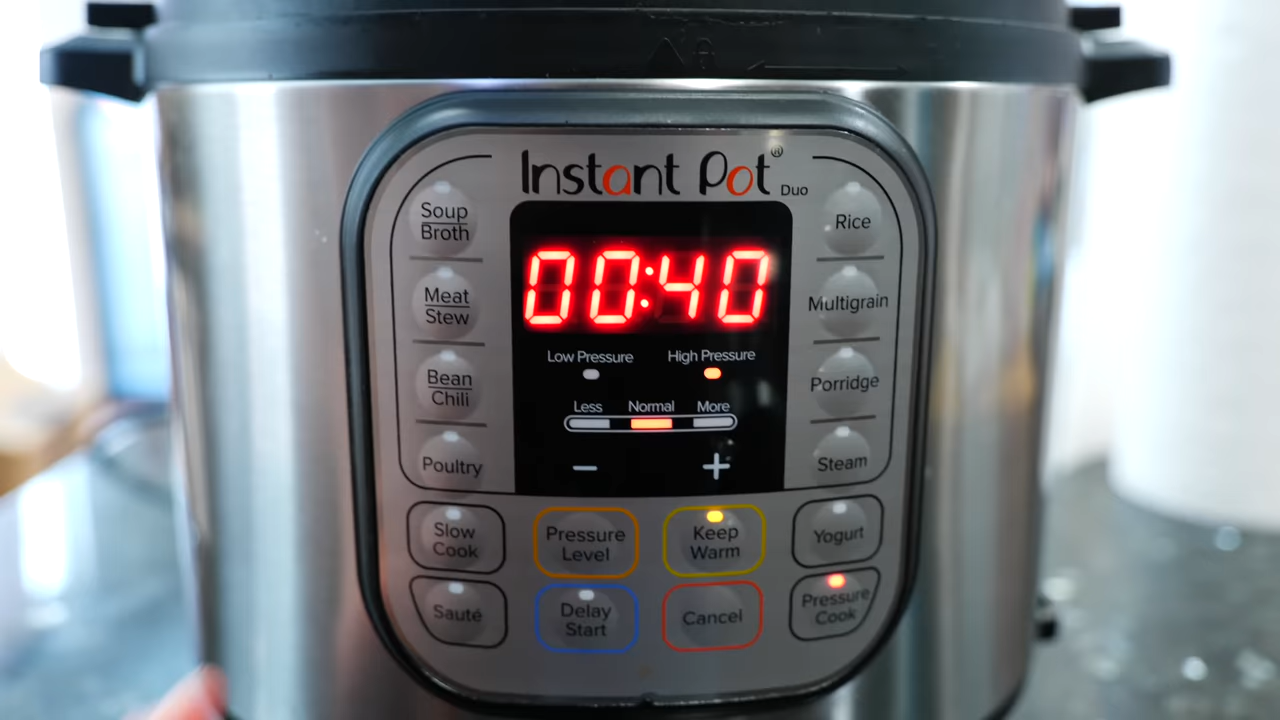 Instant Pot® Duo
Soup
Broth
Meat
Stew
Bean
Chili
Poultry
00:40
Low Pressure High Pressure
Less Normal More
− +
Rice
Multigrain
Porridge
Steam
Slow
Cook
Pressure
Level
Keep
Warm
Yogurt
Sauté
Delay
Start
Cancel
Pressure
Cook